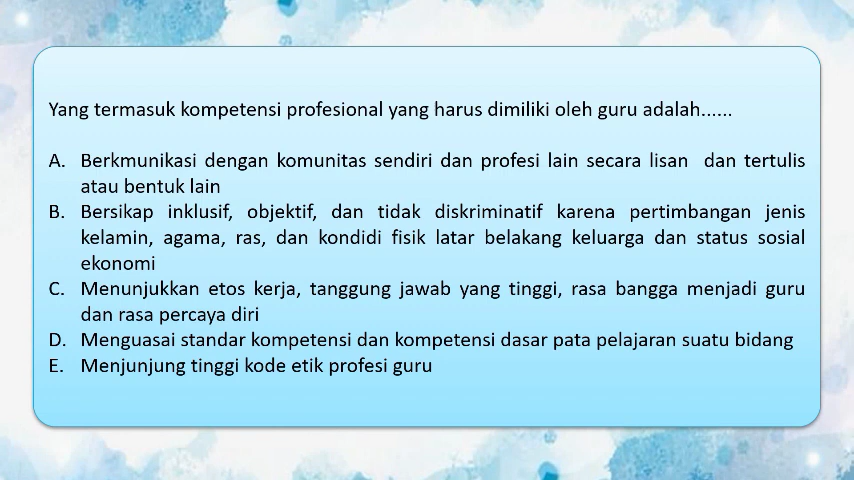 Yang termasuk kompetensi profesional yang harus dimiliki oleh guru adalah......
A. Berkmunikasi dengan komunitas sendiri dan profesi lain secara lisan dan tertulis
atau bentuk lain
B. Bersikap inklusif, objektif, dan tidak diskriminatif karena pertimbangan jenis
kelamin, agama, ras, dan kondidi fisik latar belakang keluarga dan status sosial
ekonomi
C. Menunjukkan etos kerja, tanggung jawab yang tinggi, rasa bangga menjadi guru
dan rasa percaya diri
D. Menguasai standar kompetensi dan kompetensi dasar pata pelajaran suatu bidang
E. Menjunjung tinggi kode etik profesi guru